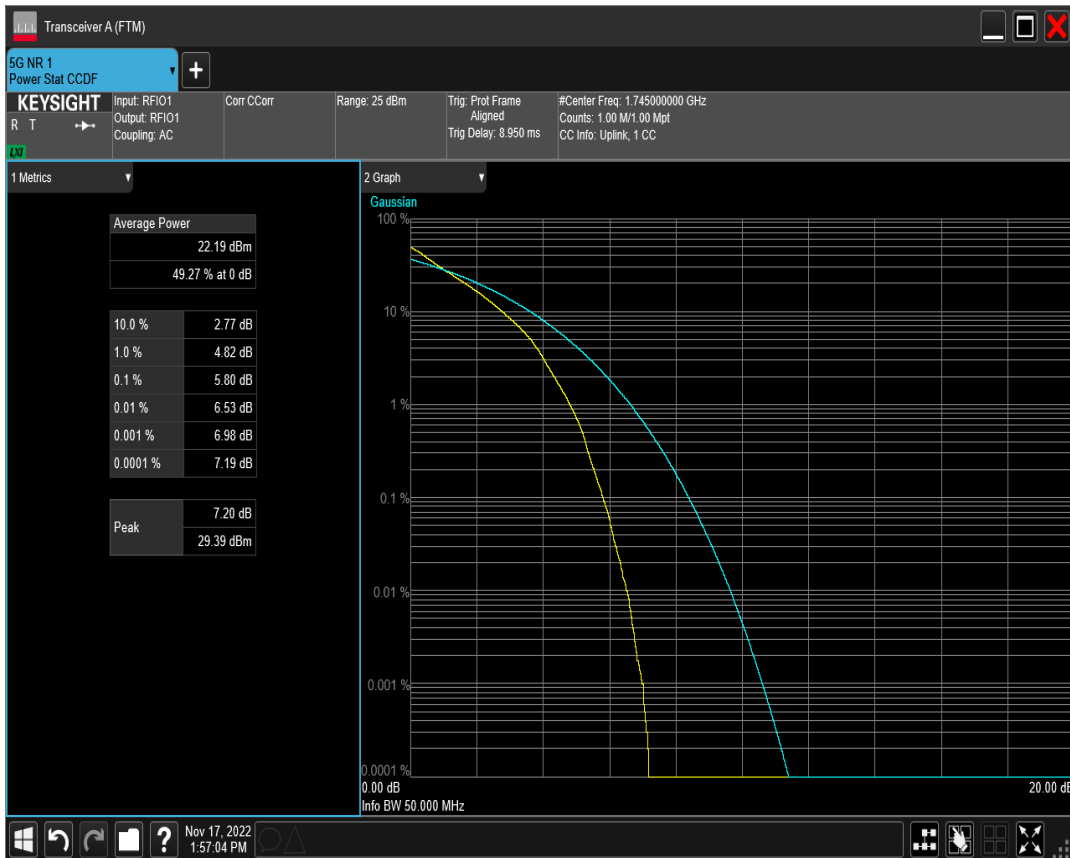 Transceiver A (FTM)
5G NR 1
Power Stat CCDF
+
KEYSIGHT
R T
LXI
Input: RFIO1
Output: RFIO1
Coupling: AC
Corr CCorr
Range: 25 dBm
Trig: Prot Frame
Aligned
Trig Delay: 8.950 ms
#Center Freq: 1.745000000 GHz
Counts: 1.00 M/1.00 Mpt
CC Info: Uplink, 1 CC
1 Metrics
Average Power
22.19 dBm
49.27 % at 0 dB
10.0 % 2.77 dB
1.0 % 4.82 dB
0.1 % 5.80 dB
0.01 % 6.53 dB
0.001 % 6.98 dB
0.0001 % 7.19 dB
Peak
7.20 dB
29.39 dBm
2 Graph
Gaussian
100 %
10 %
1 %
0.1 %
0.01 %
0.001 %
0.0001 %
0.00 dB
20.00 dB
Info BW 50.000 MHz
?
Nov 17, 2022
1:57:04 PM